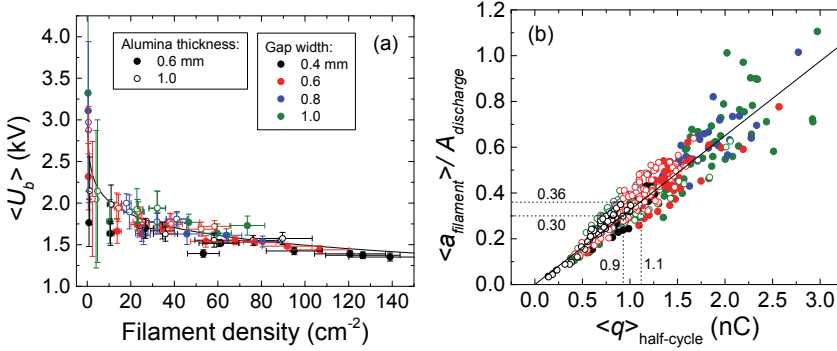 (a)
Alumina thickness:
0.6 mm
1.0
Gap width:
0.4 mm
0.6
0.8
1.0
<U_b> (kV)
4.0
3.5
3.0
2.5
2.0
1.5
1.0
0 20 40 60 80 100 120 140
Filament density (cm⁻²)
(b)
<a_filament>/ A_discharge
1.2
1.0
0.8
0.6
0.4
0.2
0.0
0.36
0.30
0.9
1.1
0.0 0.5 1.0 1.5 2.0 2.5 3.0
<q>half-cycle (nC)